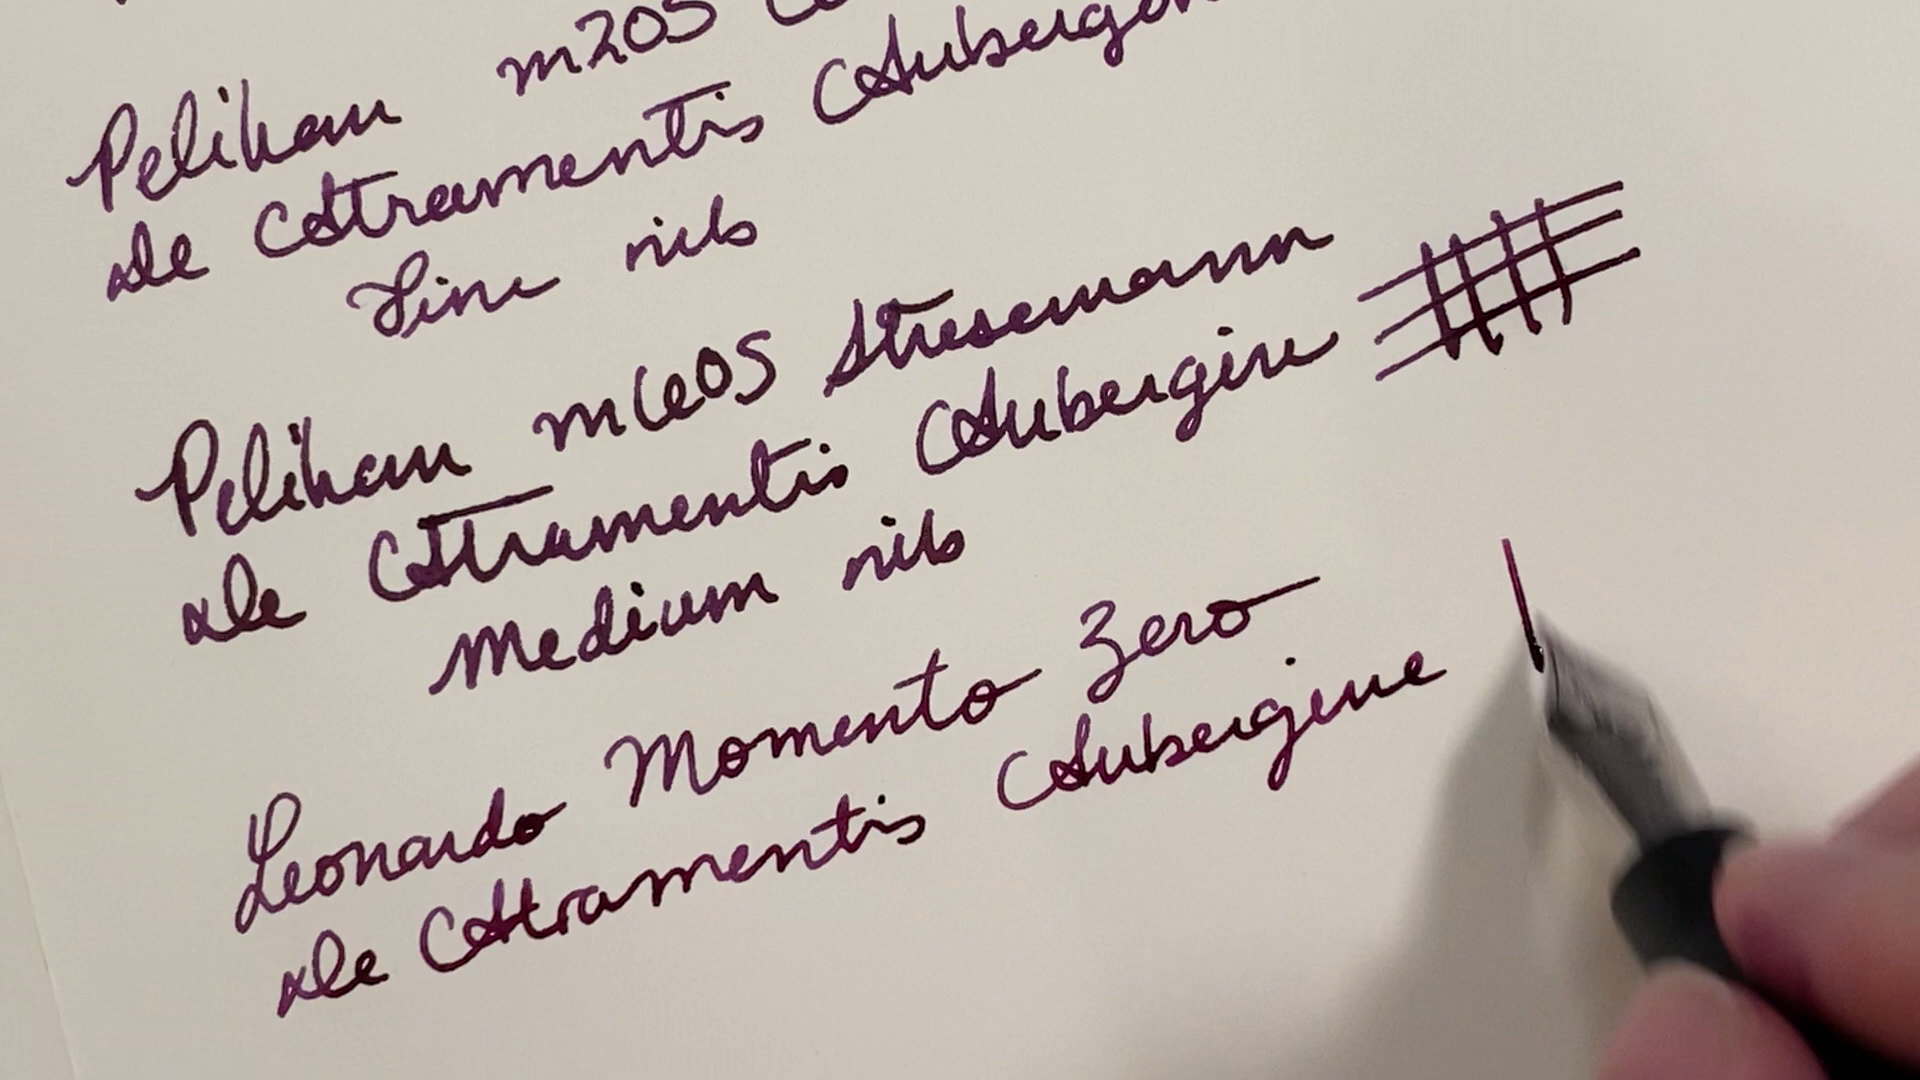 Pelikan m205
De Atramentis Aubergine
Fine nib
Pelikan m605 Stresemann
De Atramentis Aubergine
Medium nib
Leonardo Momento Zero
De Atramentis Aubergine